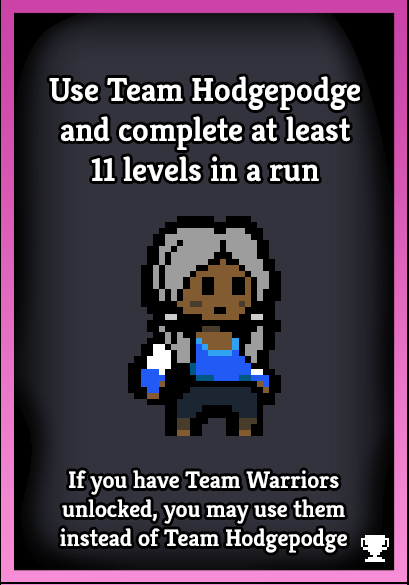 Use Team Hodgepodge
and complete at least
11 levels in a run
If you have Team Warriors
unlocked, you may use them
instead of Team Hodgepodge